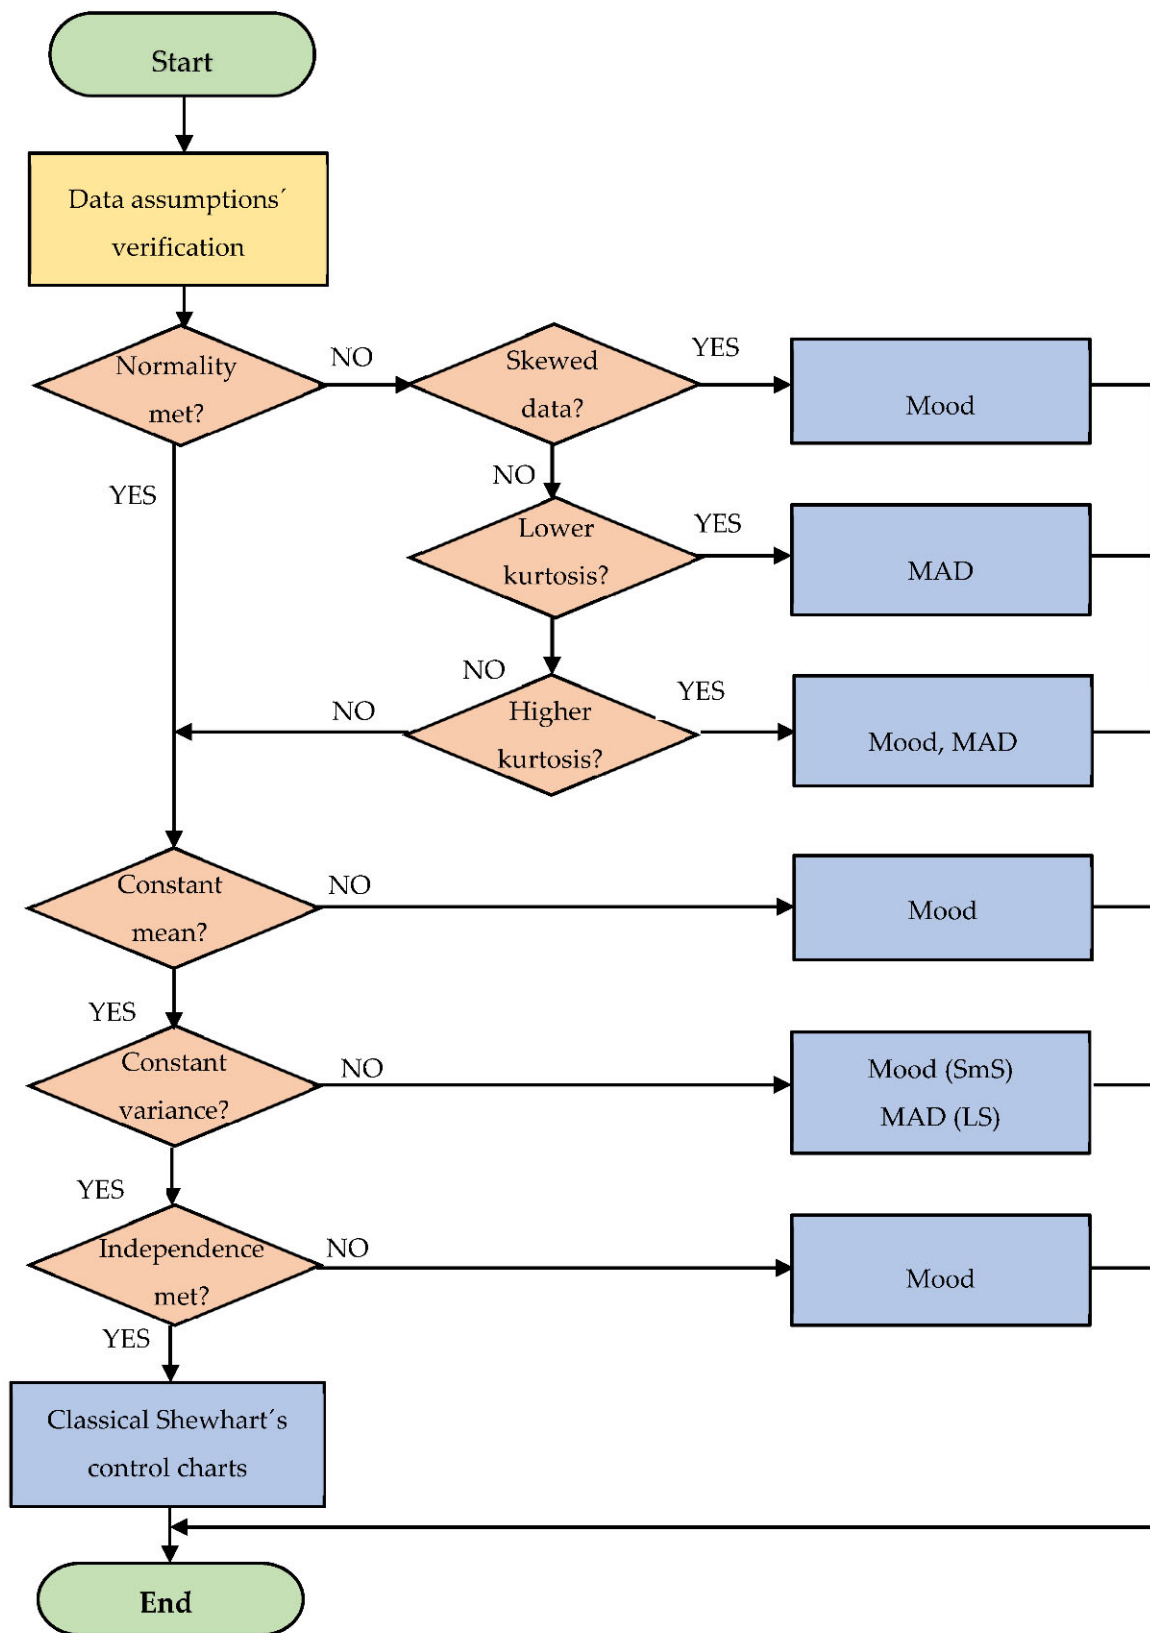 Start
Data assumptions´
verification
Normality
met?
NO
Skewed
data?
YES
Mood
YES
NO
Lower
kurtosis?
YES
MAD
NO
Higher
kurtosis?
YES
NO
Mood, MAD
Constant
mean?
NO
Mood
YES
Constant
variance?
NO
Mood (SmS)
MAD (LS)
YES
Independence
met?
NO
Mood
YES
Classical Shewhart´s
control charts
End